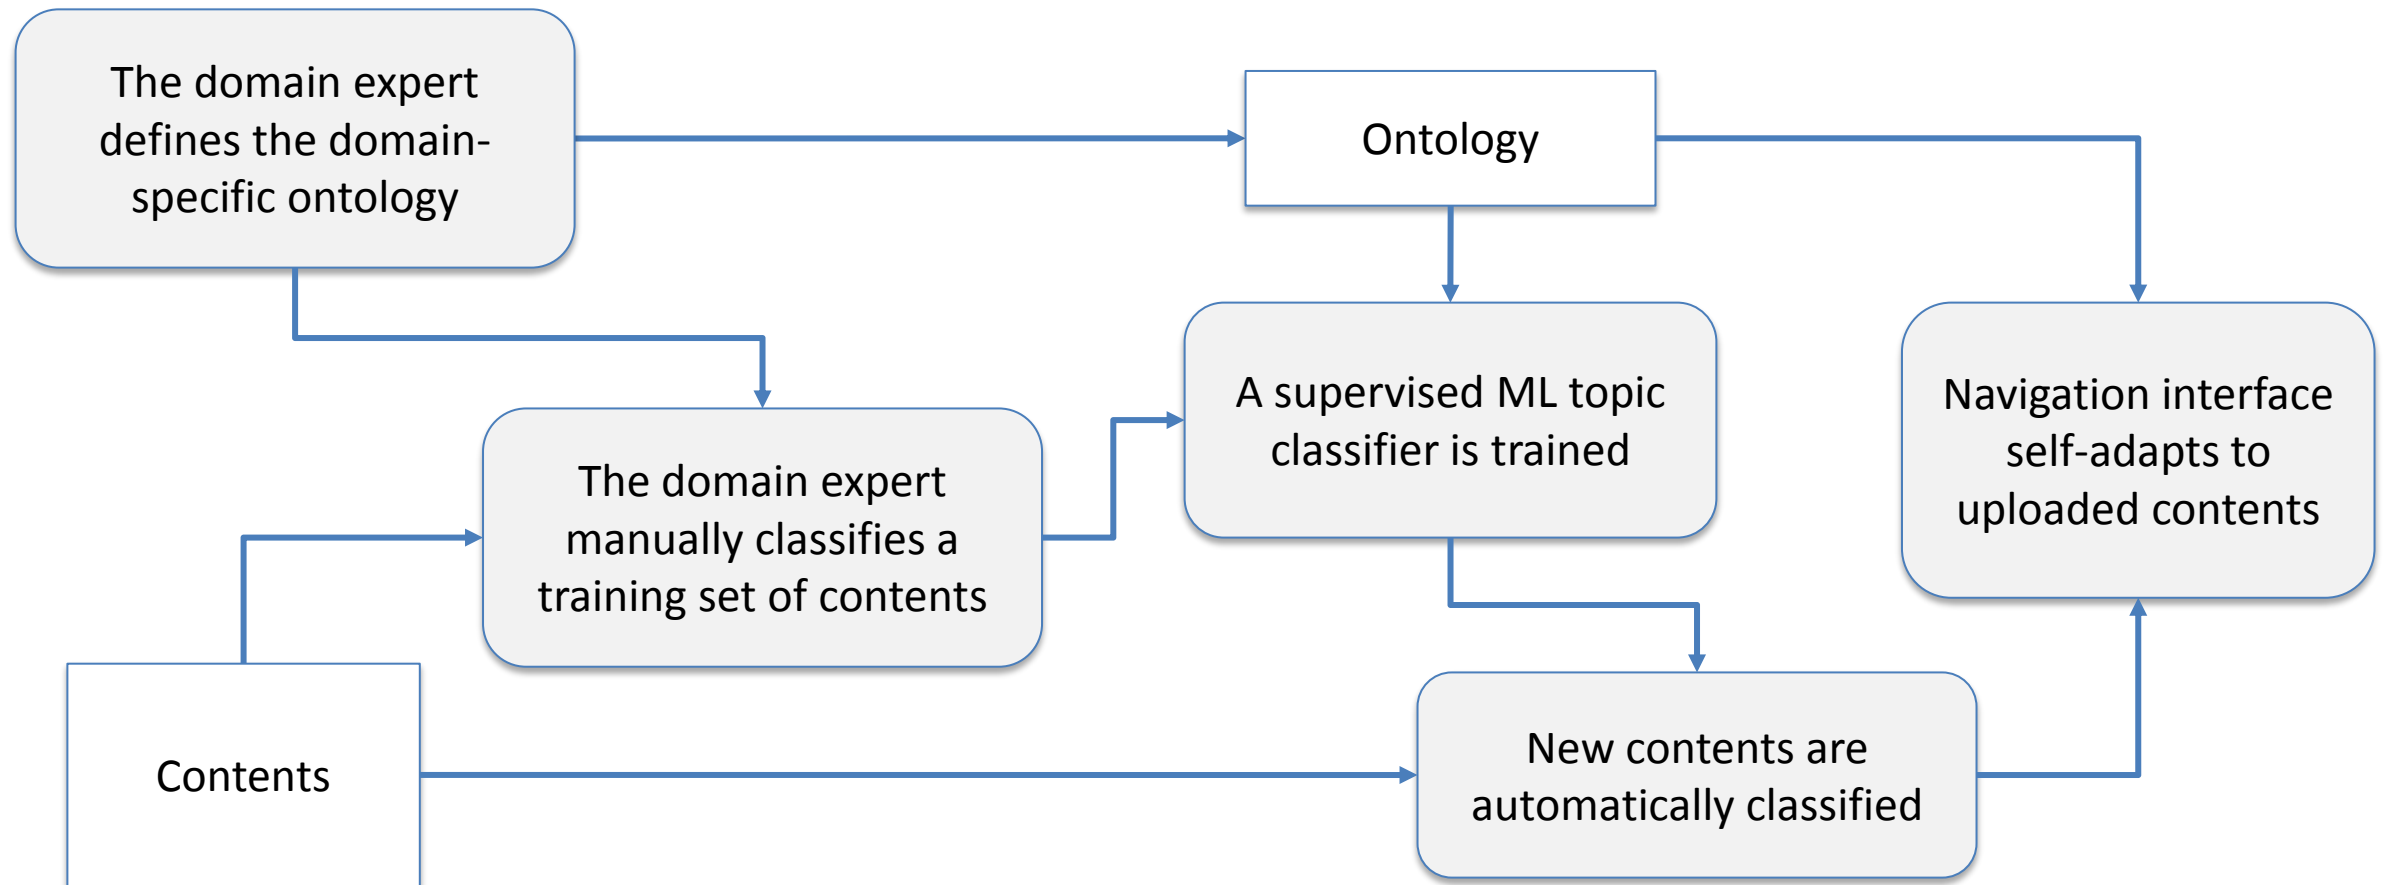 The domain expert
defines the domain-
specific ontology
Ontology
A supervised ML topic
classifier is trained
Navigation interface
self-adapts to
uploaded contents
The domain expert
manually classifies a
training set of contents
Contents
New contents are
automatically classified